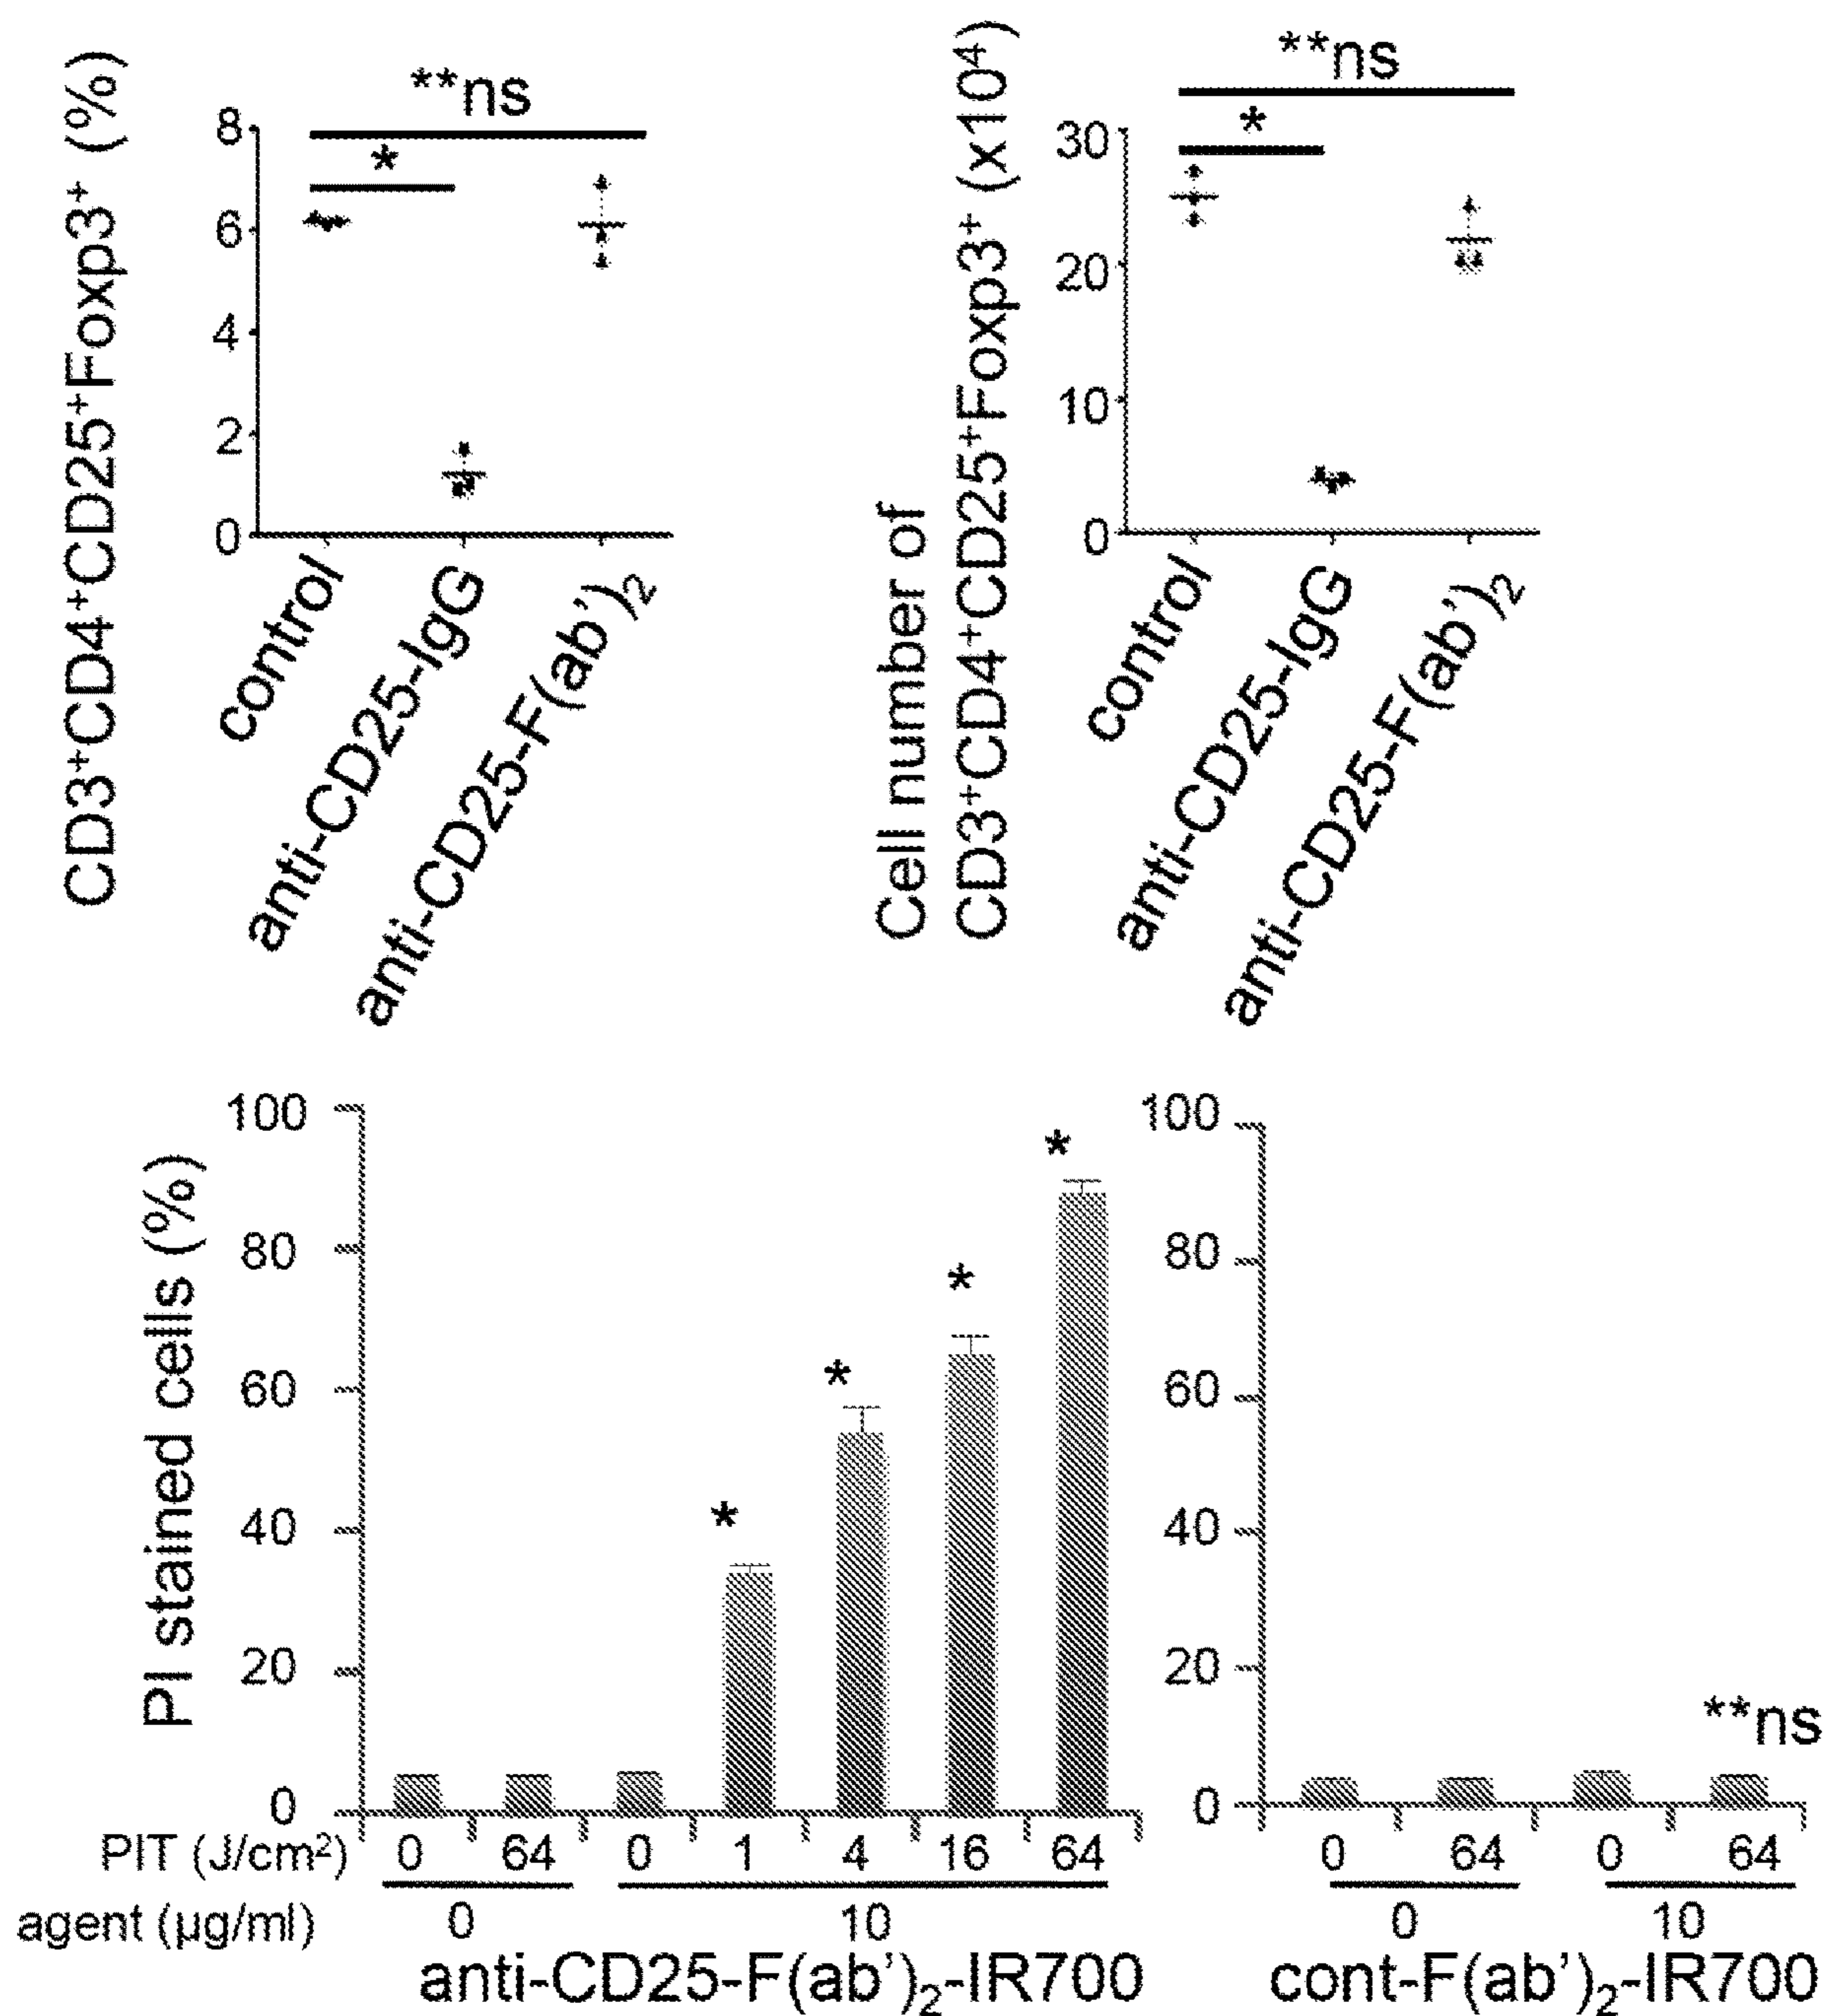 CD3⁺CD4⁺CD25⁺Foxp3⁺ (%)
**ns
*
8
6
4
2
0
control
anti-CD25-IgG
anti-CD25-F(ab')₂
Cell number of
CD3⁺CD4⁺CD25⁺Foxp3⁺ (x10⁴)
**ns
*
30
20
10
0
control
anti-CD25-IgG
anti-CD25-F(ab')₂
PI stained cells (%)
100
80
60
40
20
0
* * * *
PIT (J/cm²) 0 64 0 1 4 16 64
agent (μg/ml) 0 10
anti-CD25-F(ab')₂-IR700
100
80
60
40
20
0
**ns
0 64 0 64
0 10
cont-F(ab')₂-IR700